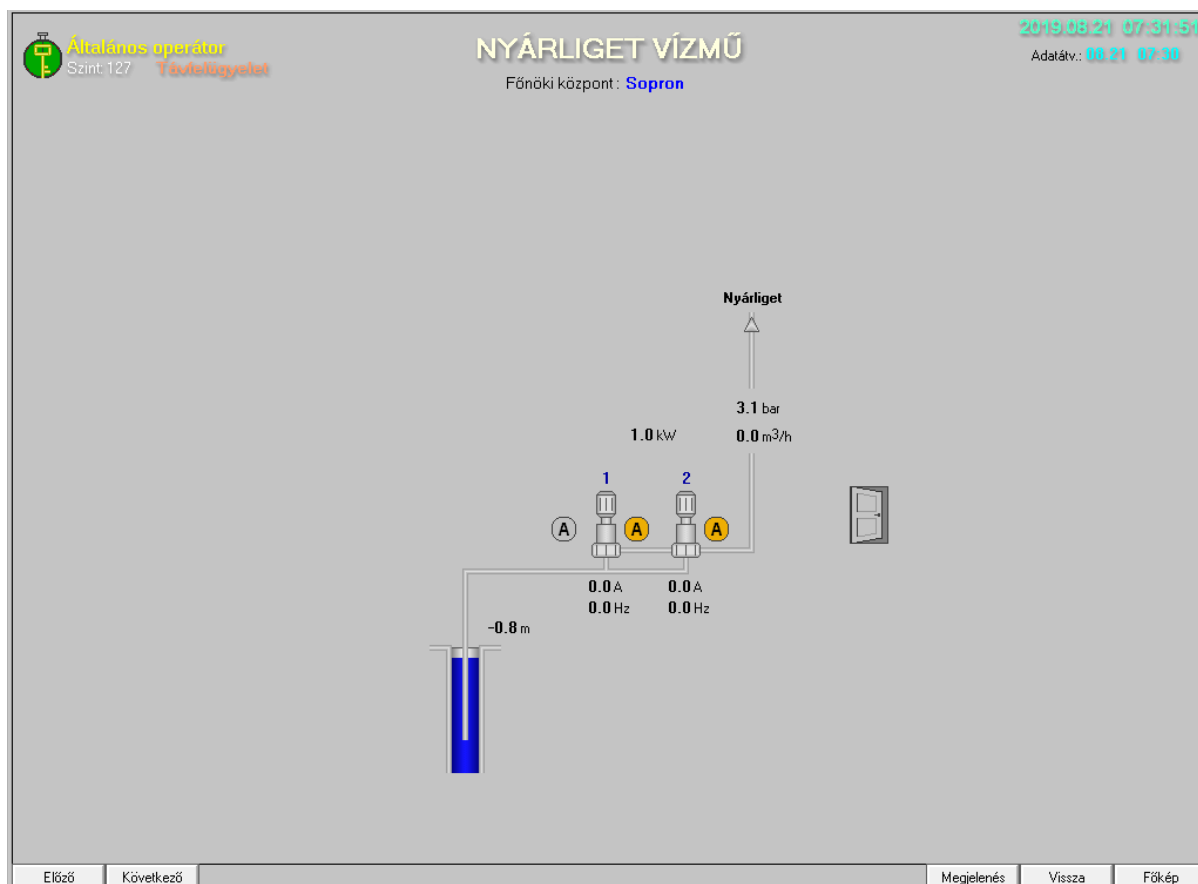 Általános operátor
Szint: 127 Távfelügyelet
NYÁRLIGET VÍZMŰ
Főnöki központ: Sopron
2019.08.21 07:31:51
Adatátv.: 08.21 07:30
Nyárliget
3.1 bar
1.0 kW 0.0 m3/h
1 2
A A A
0.0 A 0.0 A
0.0 Hz 0.0 Hz
-0.8 m
Előző Következő Megjelenés Vissza Főkép